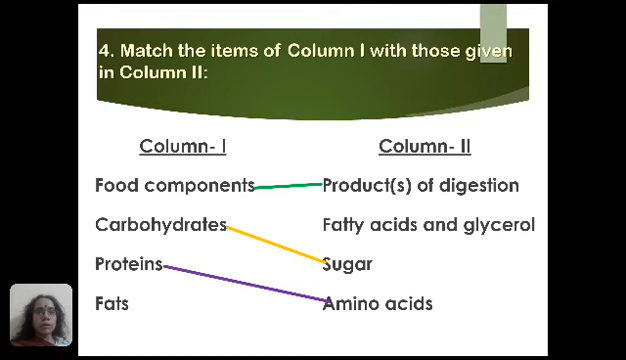 4. Match the items of Column I with those given
in Column II:
Column- I
Column- II
Food components
Product(s) of digestion
Carbohydrates
Fatty acids and glycerol
Proteins
Sugar
Fats
Amino acids